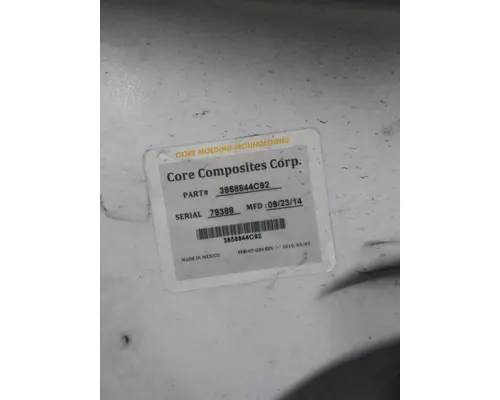 CORE MOLDING TECHNOLOGIES
Core Composites Corp.
PART# 3858844C92
SERIAL 79386 MFD :09/23/14
3858844C92
MADE IN MEXICO